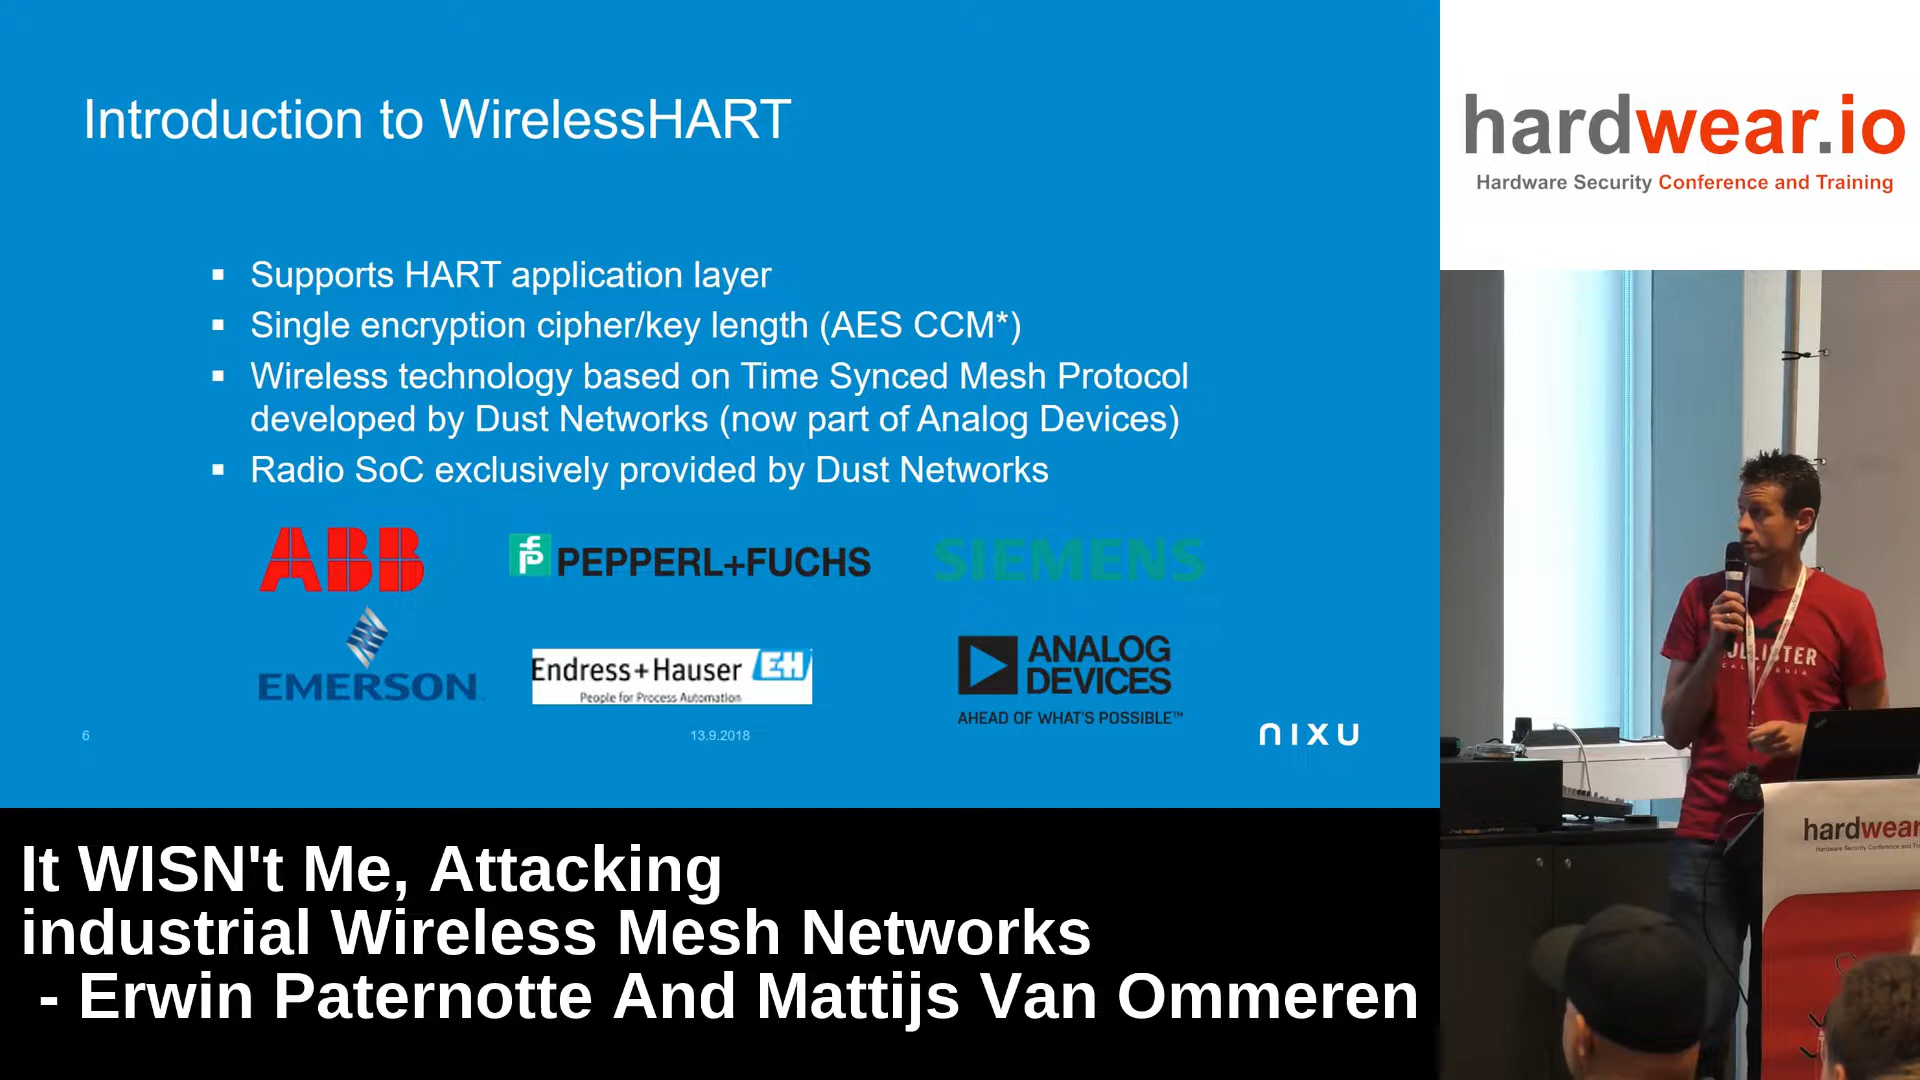 Introduction to WirelessHART
▪ Supports HART application layer
▪ Single encryption cipher/key length (AES CCM*)
▪ Wireless technology based on Time Synced Mesh Protocol
developed by Dust Networks (now part of Analog Devices)
▪ Radio SoC exclusively provided by Dust Networks
ABB
PEPPERL+FUCHS
SIEMENS
EMERSON
Endress+Hauser EH
People for Process Automation
ANALOG
DEVICES
AHEAD OF WHAT'S POSSIBLE™
6
13.9.2018
NIXU
hardwear.io
Hardware Security Conference and Training
It WISN't Me, Attacking
industrial Wireless Mesh Networks
- Erwin Paternotte And Mattijs Van Ommeren
hardwear